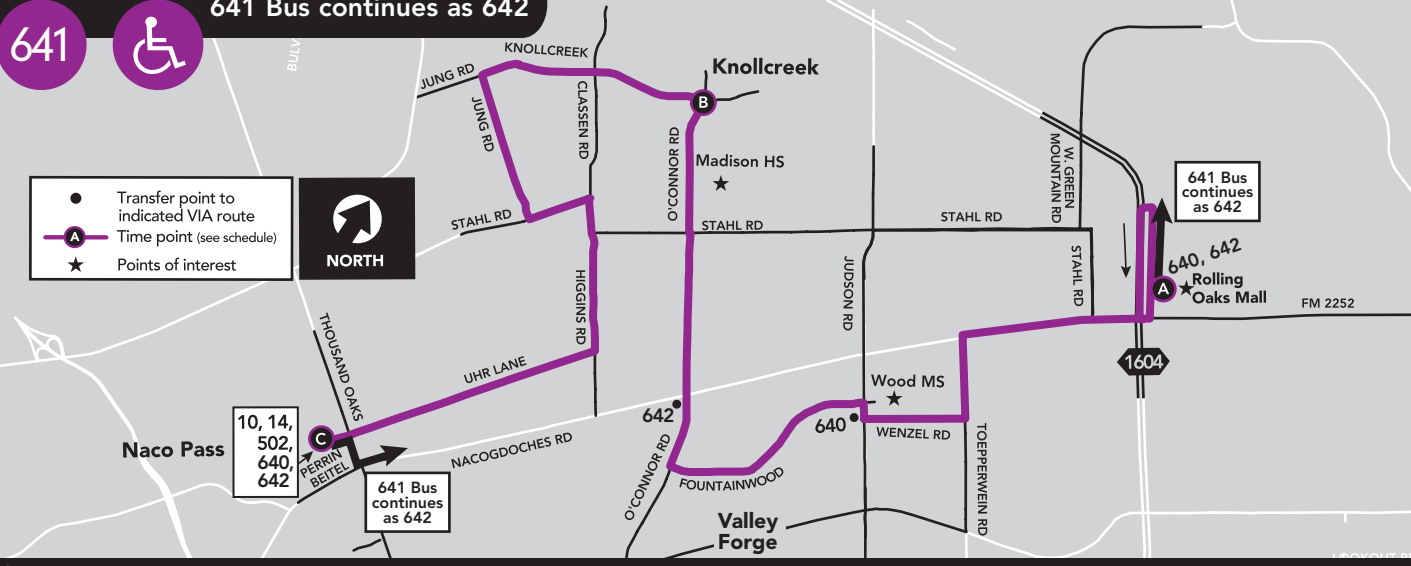 641 Bus continues as 642
641
BULV
KNOLLCREEK
JUNG RD
Knollcreek
B
JUNG RD
CLASSEN RD
O'CONNOR RD
Madison HS
W. GREEN
MOUNTAIN RD
641 Bus
continues
as 642
Transfer point to
indicated VIA route
A Time point (see schedule)
Points of interest
NORTH
STAHL RD
STAHL RD
STAHL RD
STAHL RD
640, 642
A
Rolling
Oaks Mall
FM 2252
HIGGINS RD
JUDSON RD
THOUSAND OAKS
UHR LANE
1604
Wood MS
642
640
WENZEL RD
TOEPPERWEIN RD
Naco Pass
10, 14,
502,
640,
642
C
PERRIN
BEITEL
NACOGDOCHES RD
O'CONNOR RD
FOUNTAINWOOD
641 Bus
continues
as 642
Valley
Forge